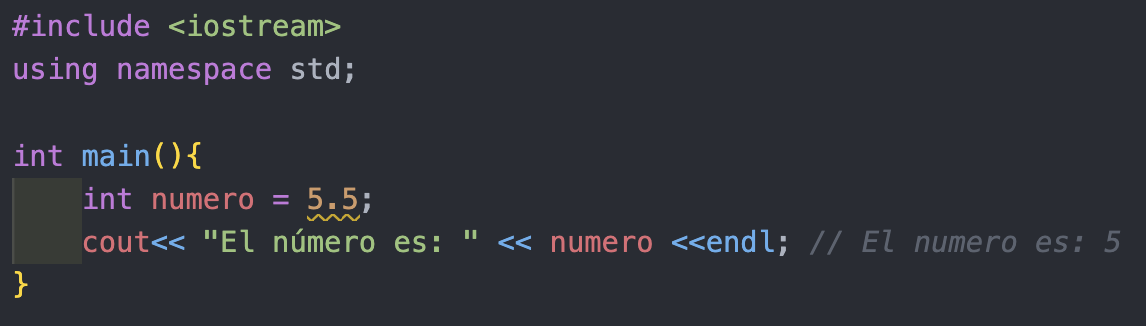 #include <iostream>
using namespace std;

int main(){
    int numero = 5.5;
    cout<< "El número es: " << numero <<endl; // El numero es: 5
}